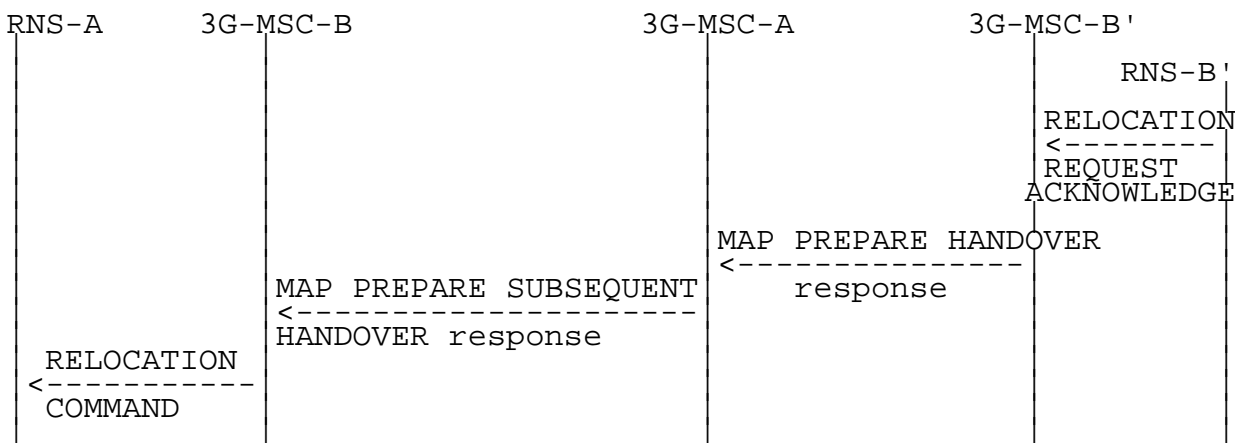 RNS-A 3G-MSC-B 3G-MSC-A 3G-MSC-B'
RNS-B'
RELOCATION
REQUEST
ACKNOWLEDGE
MAP PREPARE HANDOVER
response
MAP PREPARE SUBSEQUENT
HANDOVER response
RELOCATION
COMMAND